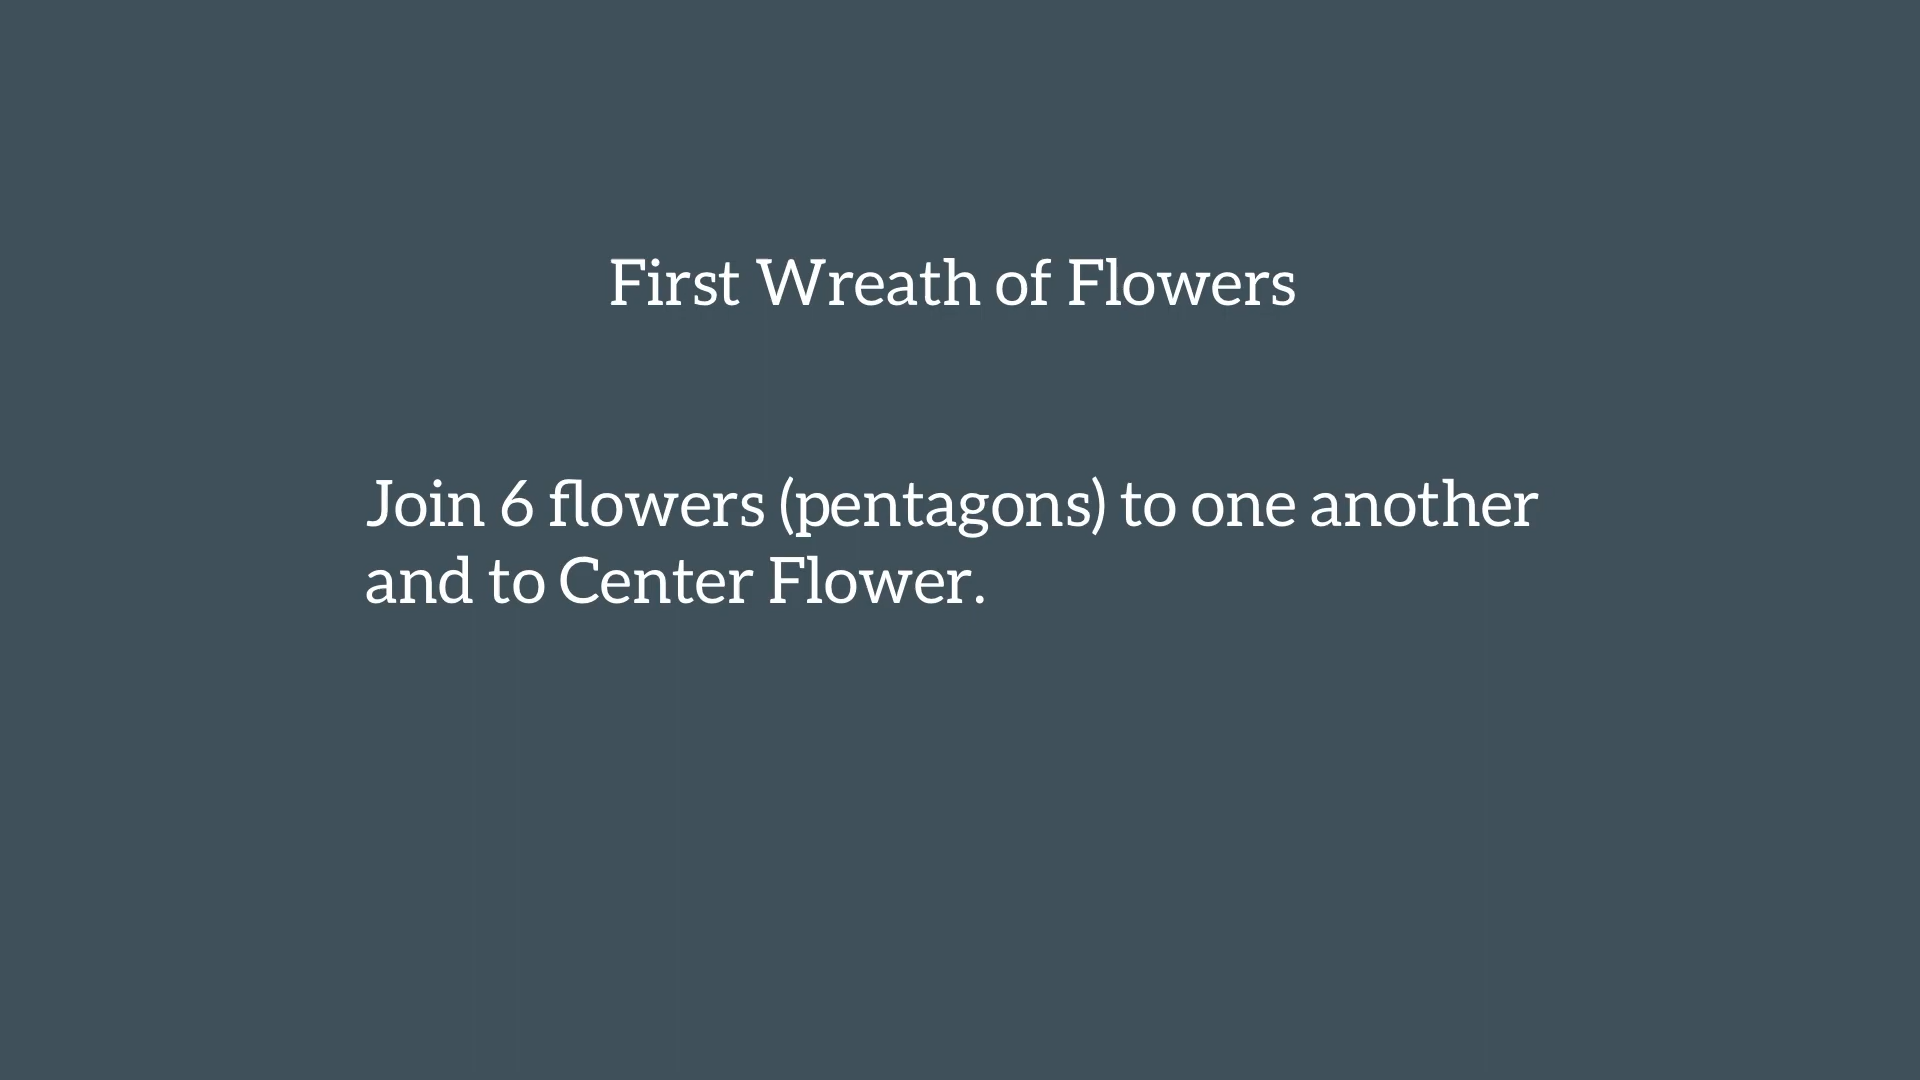 First Wreath of Flowers
Join 6 flowers (pentagons) to one another
and to Center Flower.